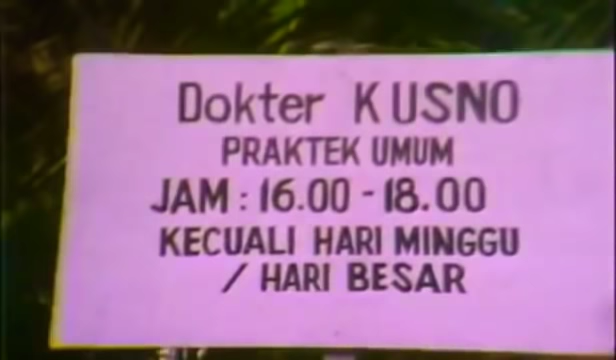 Dokter KUSNO
PRAKTEK UMUM
JAM : 16.00 - 18.00
KECUALI HARI MINGGU
/ HARI BESAR